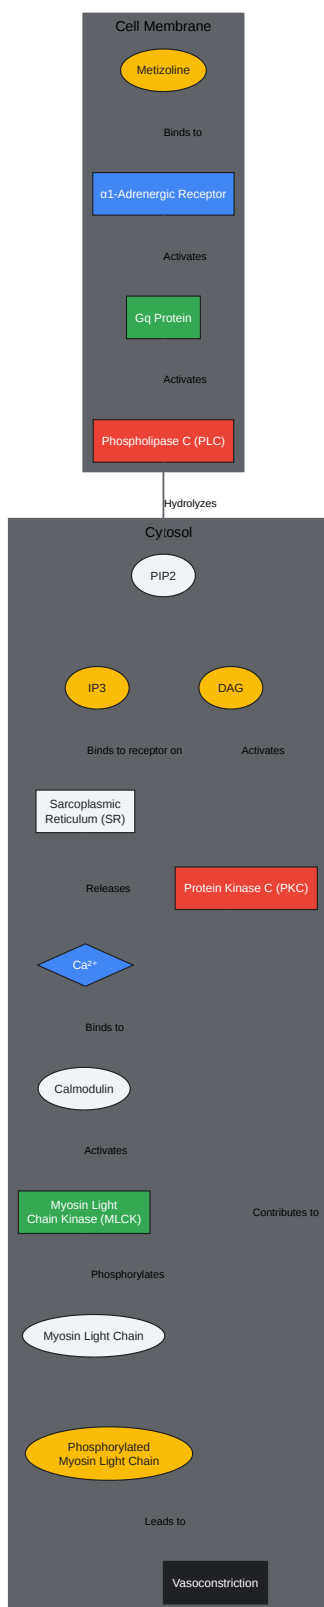 Cell Membrane
Metizoline
Binds to
α1-Adrenergic Receptor
Activates
Gq Protein
Activates
Phospholipase C (PLC)
Hydrolyzes
Cytosol
PIP2
IP3
DAG
Binds to receptor on
Activates
Sarcoplasmic
Reticulum (SR)
Releases
Protein Kinase C (PKC)
Ca²⁺
Binds to
Calmodulin
Activates
Myosin Light
Chain Kinase (MLCK)
Contributes to
Phosphorylates
Myosin Light Chain
Phosphorylated
Myosin Light Chain
Leads to
Vasoconstriction